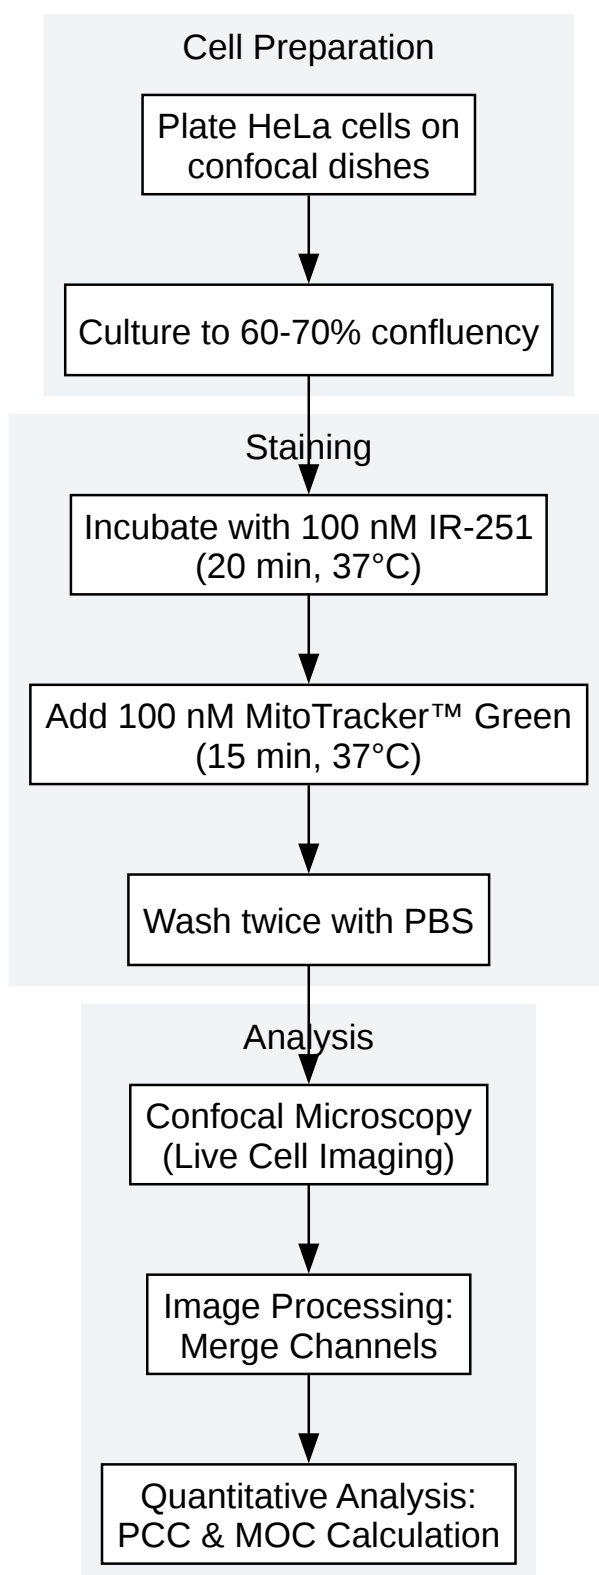 Cell Preparation
Plate HeLa cells on
confocal dishes
Culture to 60-70% confluency
Staining
Incubate with 100 nM IR-251
(20 min, 37°C)
Add 100 nM MitoTracker™ Green
(15 min, 37°C)
Wash twice with PBS
Analysis
Confocal Microscopy
(Live Cell Imaging)
Image Processing:
Merge Channels
Quantitative Analysis:
PCC & MOC Calculation